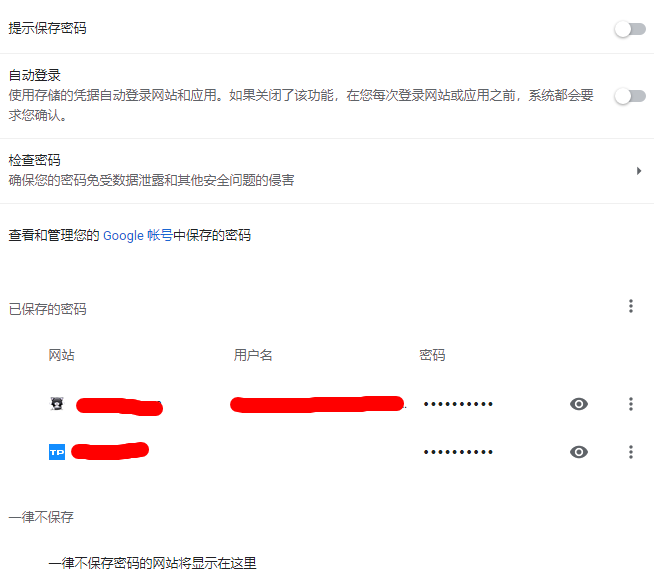 提示保存密码
自动登录
使用存储的凭据自动登录网站和应用。如果关闭了该功能，在您每次登录网站或应用之前，系统都会要
求您确认。
检查密码
确保您的密码免受数据泄露和其他安全问题的侵害
查看和管理您的 Google 帐号中保存的密码
已保存的密码
网站 用户名 密码
••••••••••
TP ••••••••••
一律不保存
一律不保存密码的网站将显示在这里